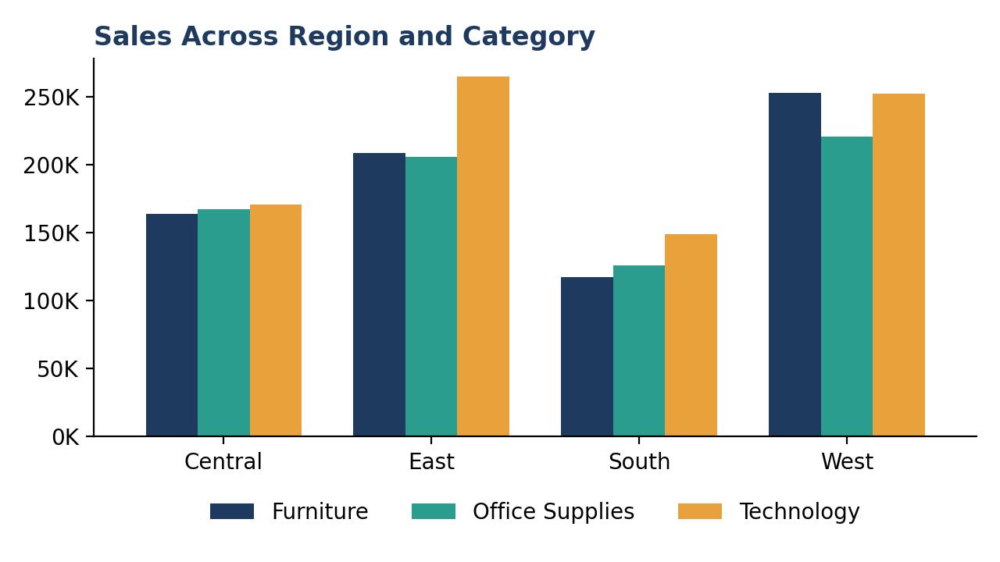 Sales Across Region and Category
250K
200K
150K
100K
50K
0K
Central East South West
Furniture Office Supplies Technology